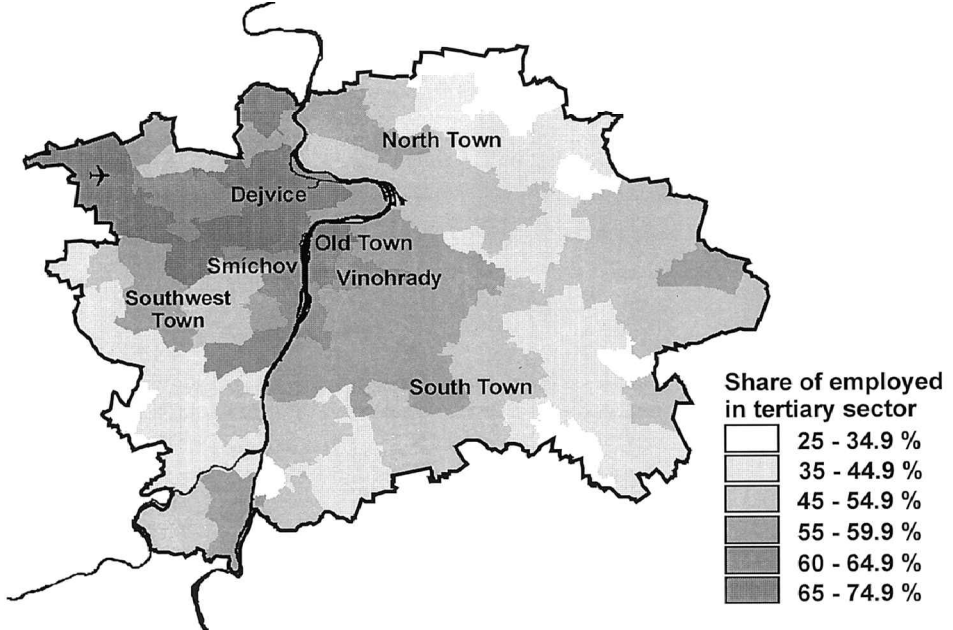 North Town
Dejvice
Old Town
Smíchov
Vinohrady
Southwest
Town
South Town
Share of employed
in tertiary sector
25 - 34.9 %
35 - 44.9 %
45 - 54.9 %
55 - 59.9 %
60 - 64.9 %
65 - 74.9 %